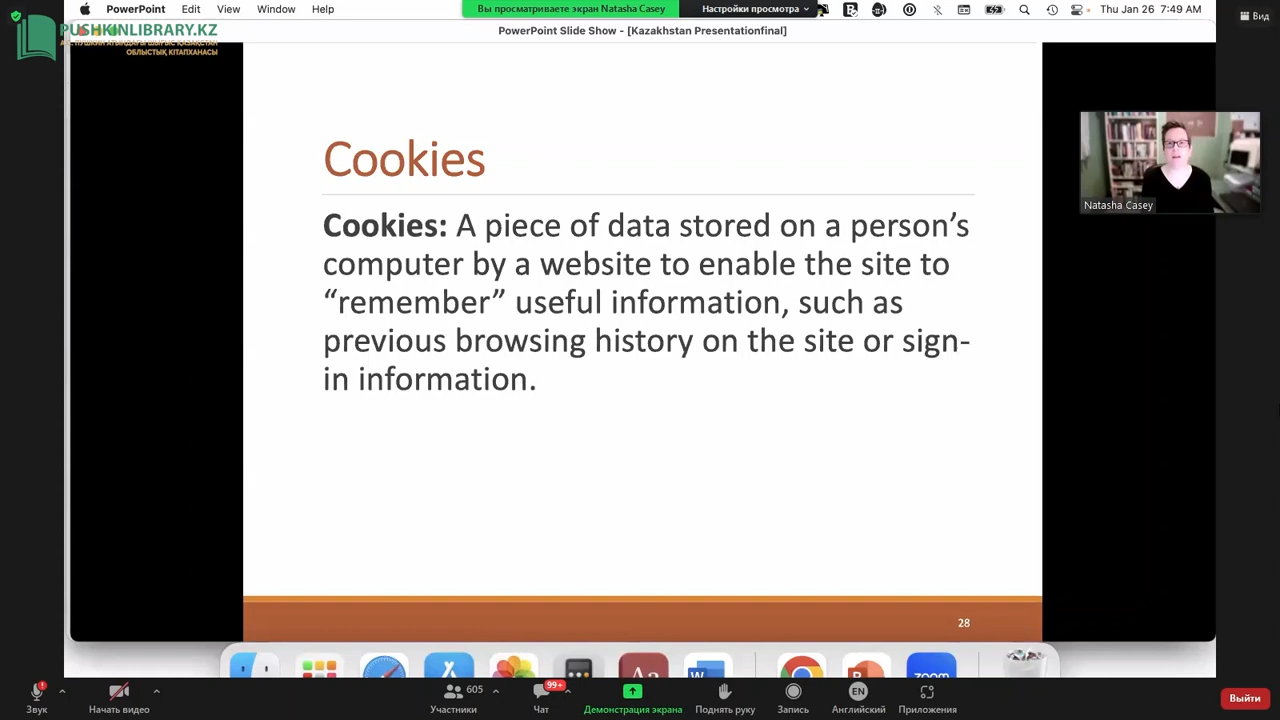 PowerPoint Edit View Window Help
Вы просматриваете экран Natasha Casey
Настройки просмотра
Thu Jan 26 7:49 AM
Вид
PUSHKINLIBRARY.KZ
ОБЛЫСТЫҚ КІТАПХАНАСЫ
PowerPoint Slide Show - [Kazakhstan Presentationfinal]
Natasha Casey
Cookies
Cookies: A piece of data stored on a person’s
computer by a website to enable the site to
“remember” useful information, such as
previous browsing history on the site or sign-
in information.
28
Aa
W
P
zoom
605
99+
EN
Звук
Начать видео
Участники
Чат
Демонстрация экрана
Поднять руку
Запись
Английский
Приложения
Выйти